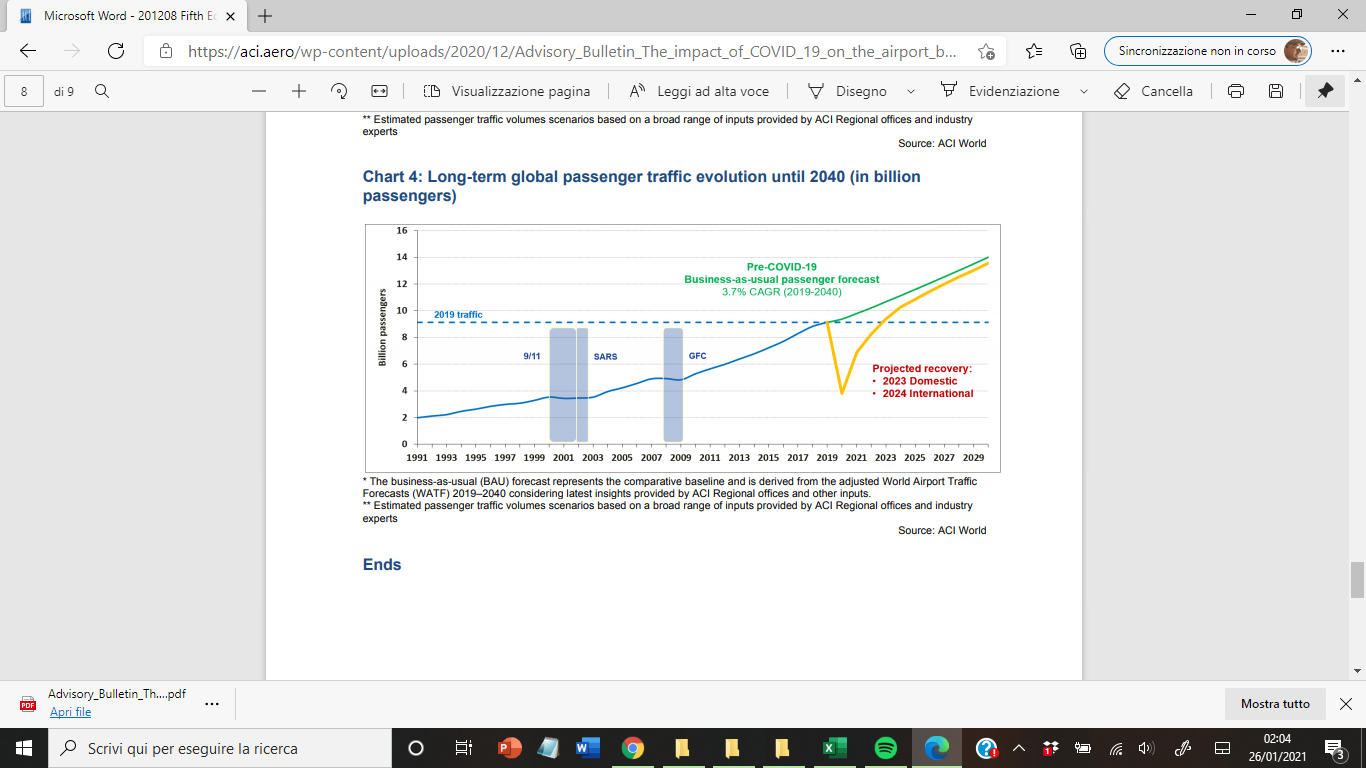 Microsoft Word - 201208 Fifth Ec
https://aci.aero/wp-content/uploads/2020/12/Advisory_Bulletin_The_impact_of_COVID_19_on_the_airport_b...
Sincronizzazione non in corso
8 di 9
Visualizzazione pagina
Leggi ad alta voce
Disegno
Evidenziazione
Cancella
** Estimated passenger traffic volumes scenarios based on a broad range of inputs provided by ACI Regional offices and industry
experts
Source: ACI World
Chart 4: Long-term global passenger traffic evolution until 2040 (in billion
passengers)
16
14
12
10
8
6
4
2
0
Billion passengers
Pre-COVID-19
Business-as-usual passenger forecast
3.7% CAGR (2019-2040)
2019 traffic
9/11
SARS
GFC
Projected recovery:
• 2023 Domestic
• 2024 International
1991 1993 1995 1997 1999 2001 2003 2005 2007 2009 2011 2013 2015 2017 2019 2021 2023 2025 2027 2029
* The business-as-usual (BAU) forecast represents the comparative baseline and is derived from the adjusted World Airport Traffic
Forecasts (WATF) 2019–2040 considering latest insights provided by ACI Regional offices and other inputs.
** Estimated passenger traffic volumes scenarios based on a broad range of inputs provided by ACI Regional offices and industry
experts
Source: ACI World
Ends
PDF
Advisory_Bulletin_Th....pdf
Apri file
Mostra tutto
Scrivi qui per eseguire la ricerca
02:04
26/01/2021
3